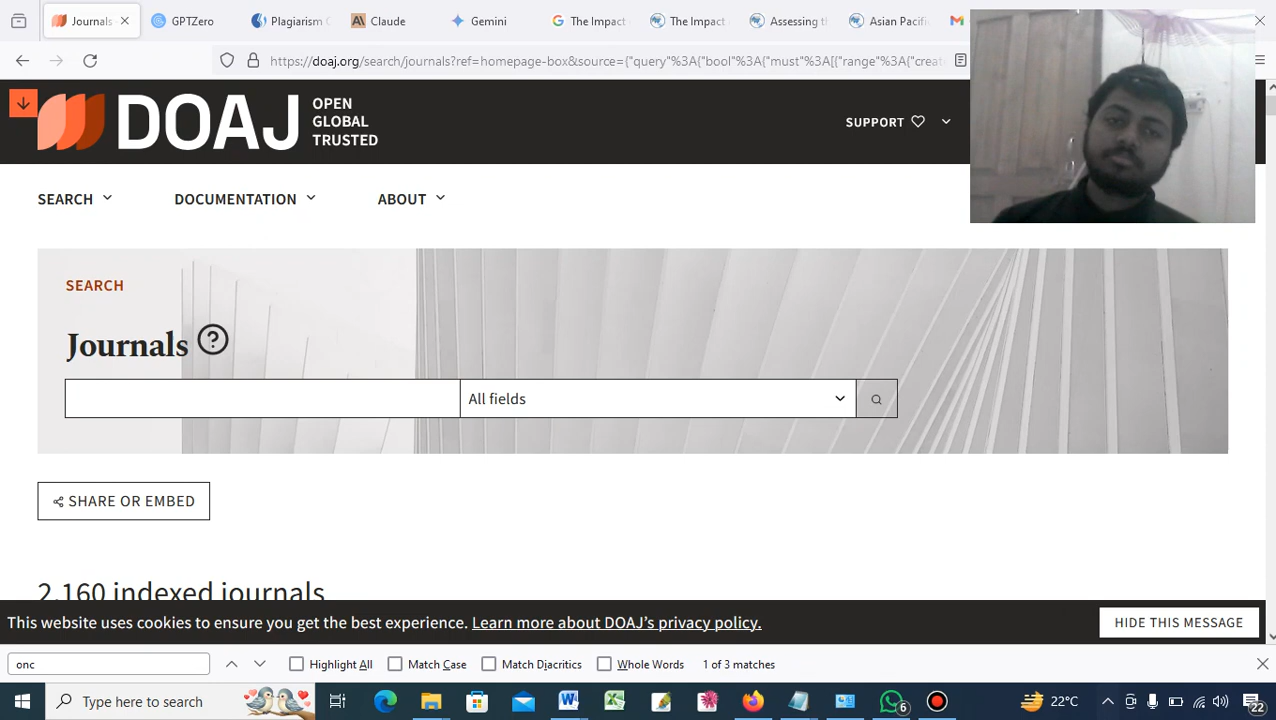 Journals
GPTZero
Plagiarism C
Claude
Gemini
The Impact
The Impact
Assessing th
Asian Pacifi
https://doaj.org/search/journals?ref=homepage-box&source={"query"%3A{"bool"%3A{"must"%3A[{"range"%3A{"create
DOAJ
OPEN
GLOBAL
TRUSTED
SUPPORT
SEARCH
DOCUMENTATION
ABOUT
SEARCH
Journals ?
All fields
SHARE OR EMBED
2,160 indexed journals
This website uses cookies to ensure you get the best experience. Learn more about DOAJ's privacy policy.
HIDE THIS MESSAGE
onc
Highlight All
Match Case
Match Diacritics
Whole Words
1 of 3 matches
Type here to search
6
22°C
22